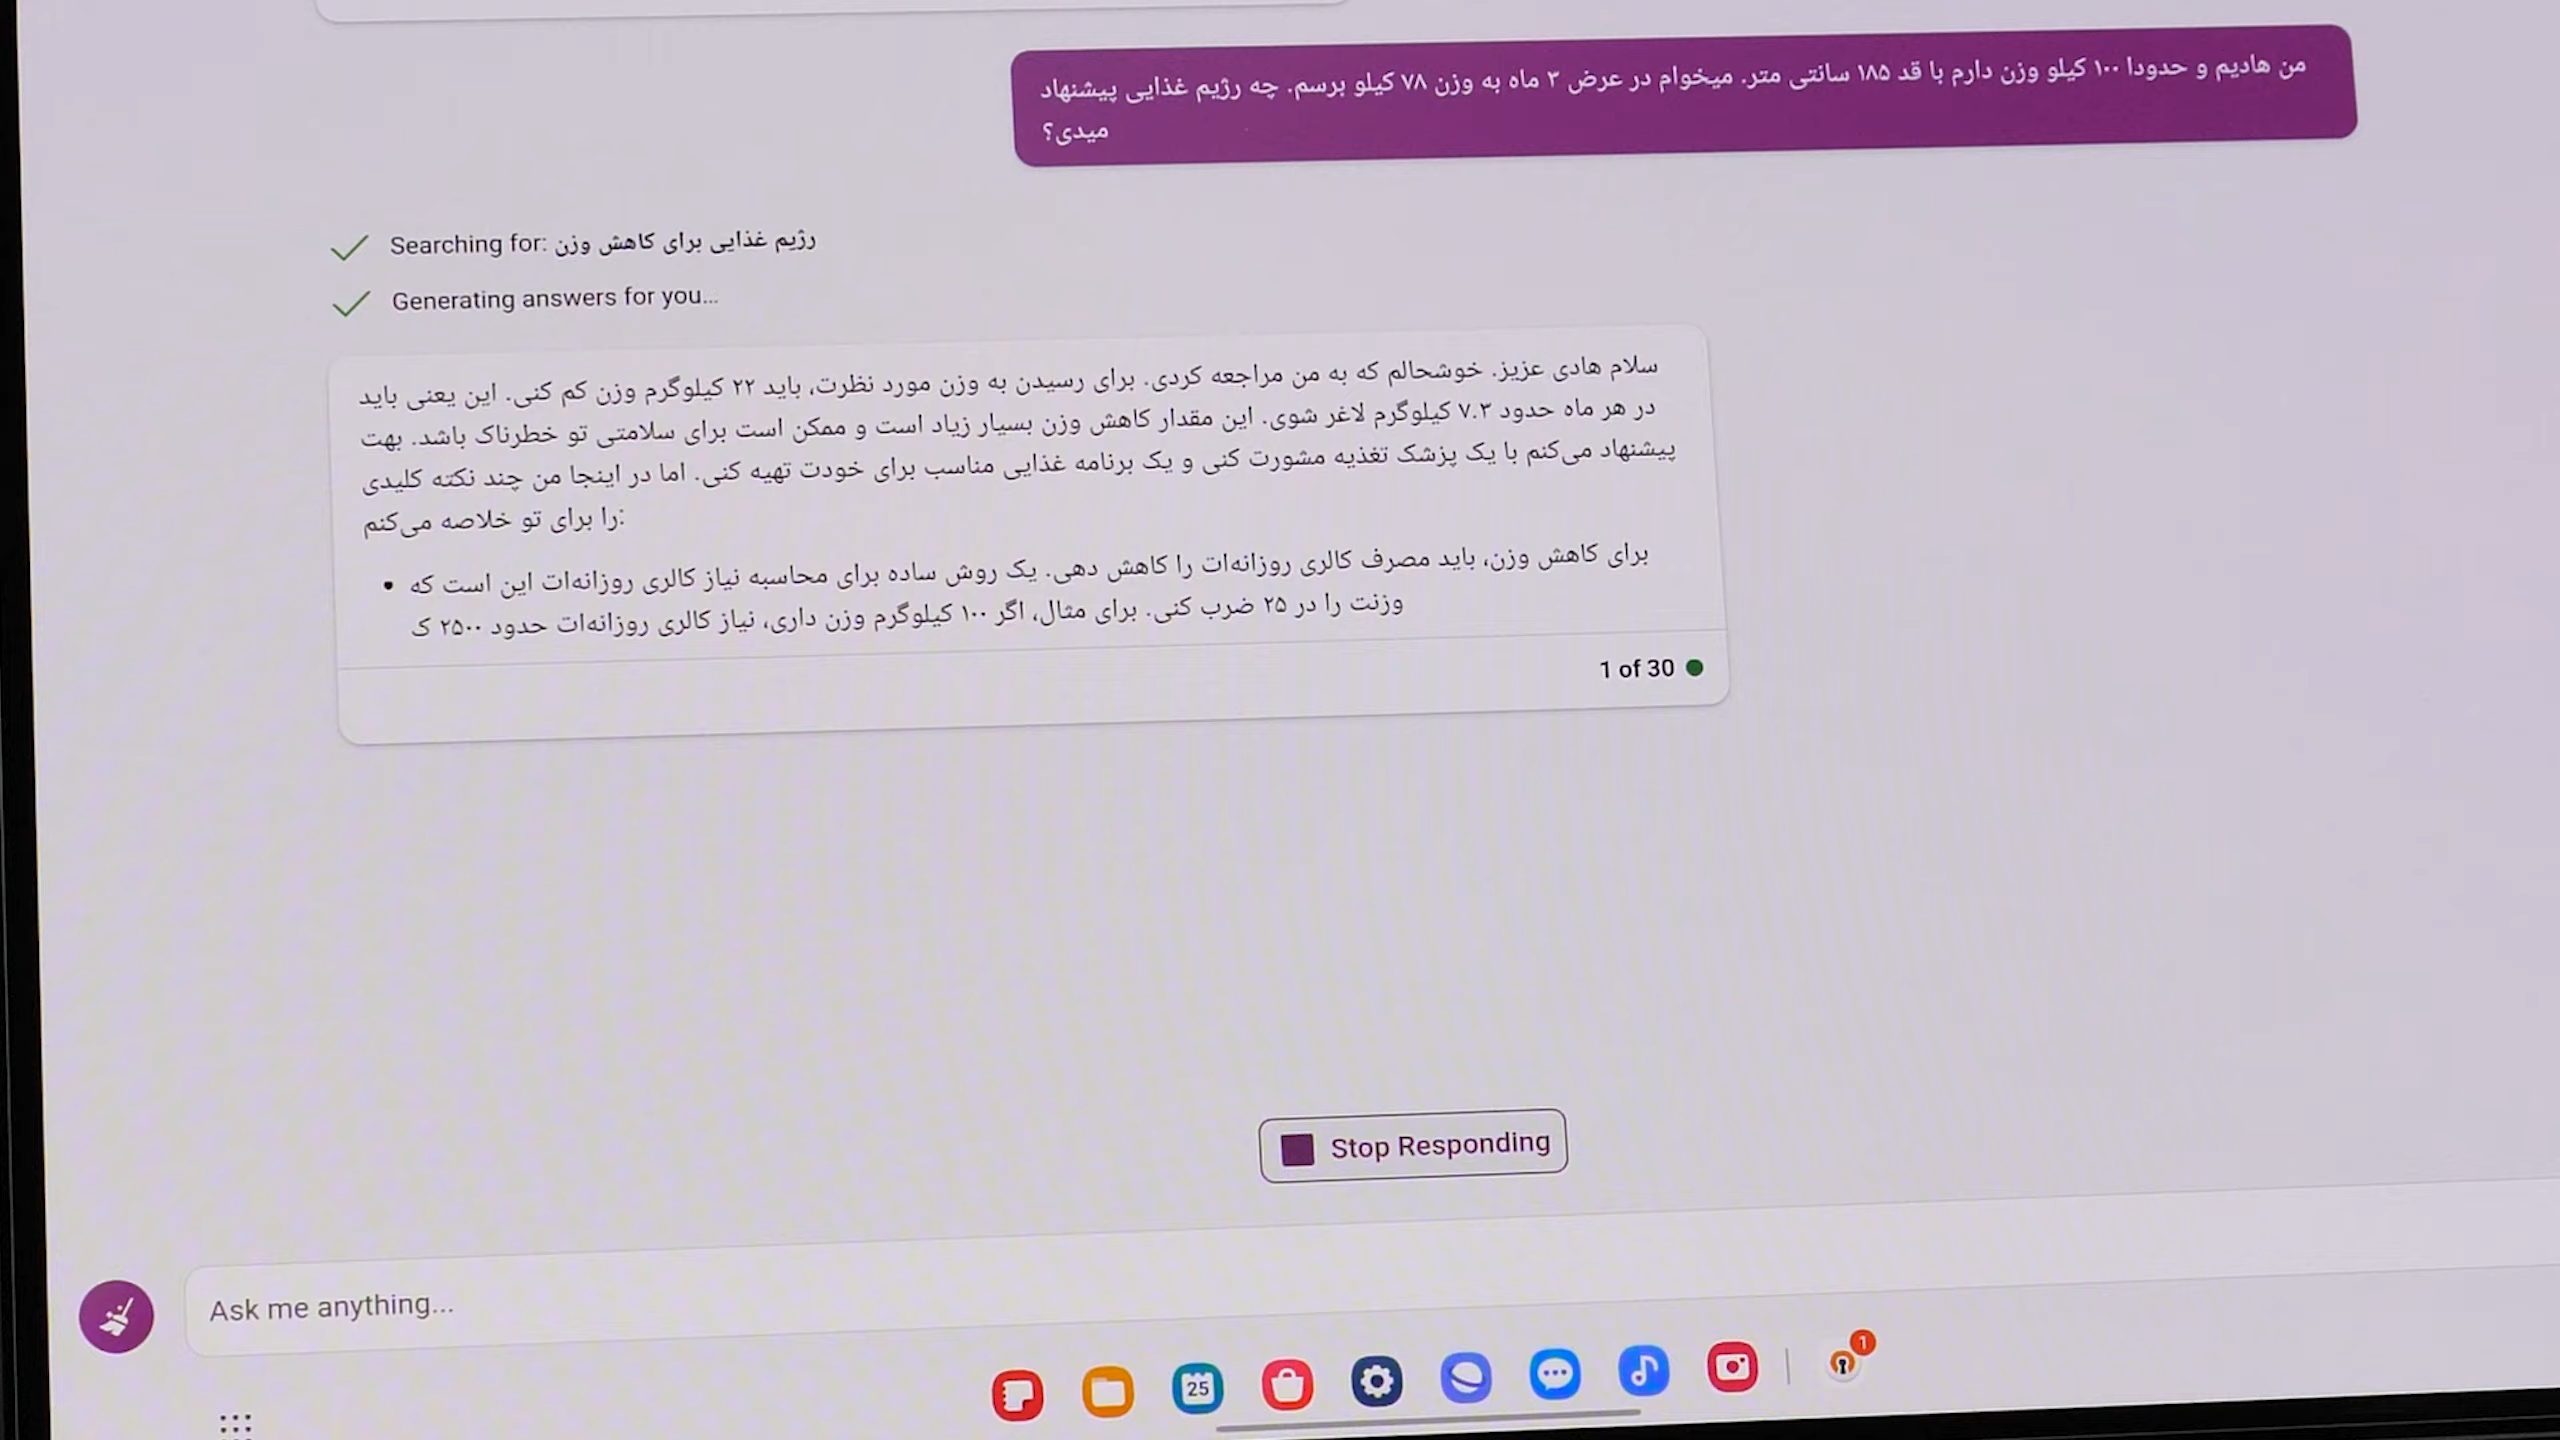 من هادیم و حدودا ۱۰۰ کیلو وزن دارم با قد ۱۸۵ سانتی متر. میخوام در عرض ۳ ماه به وزن ۷۸ کیلو برسم. چه رژیم غذایی پیشنهاد
میدی؟
Searching for: رژیم غذایی برای کاهش وزن
Generating answers for you...
سلام هادی عزیز. خوشحالم که به من مراجعه کردی. برای رسیدن به وزن مورد نظرت، باید ۲۲ کیلوگرم وزن کم کنی. این یعنی باید
در هر ماه حدود ۷.۳ کیلوگرم لاغر شوی. این مقدار کاهش وزن بسیار زیاد است و ممکن است برای سلامتی تو خطرناک باشد. بهت
پیشنهاد می‌کنم با یک پزشک تغذیه مشورت کنی و یک برنامه غذایی مناسب برای خودت تهیه کنی. اما در اینجا من چند نکته کلیدی
را برای تو خلاصه می‌کنم:
• برای کاهش وزن، باید مصرف کالری روزانه‌ات را کاهش دهی. یک روش ساده برای محاسبه نیاز کالری روزانه‌ات این است که
وزنت را در ۲۵ ضرب کنی. برای مثال، اگر ۱۰۰ کیلوگرم وزن داری، نیاز کالری روزانه‌ات حدود ۲۵۰۰ ک
1 of 30
Stop Responding
Ask me anything...
25
1